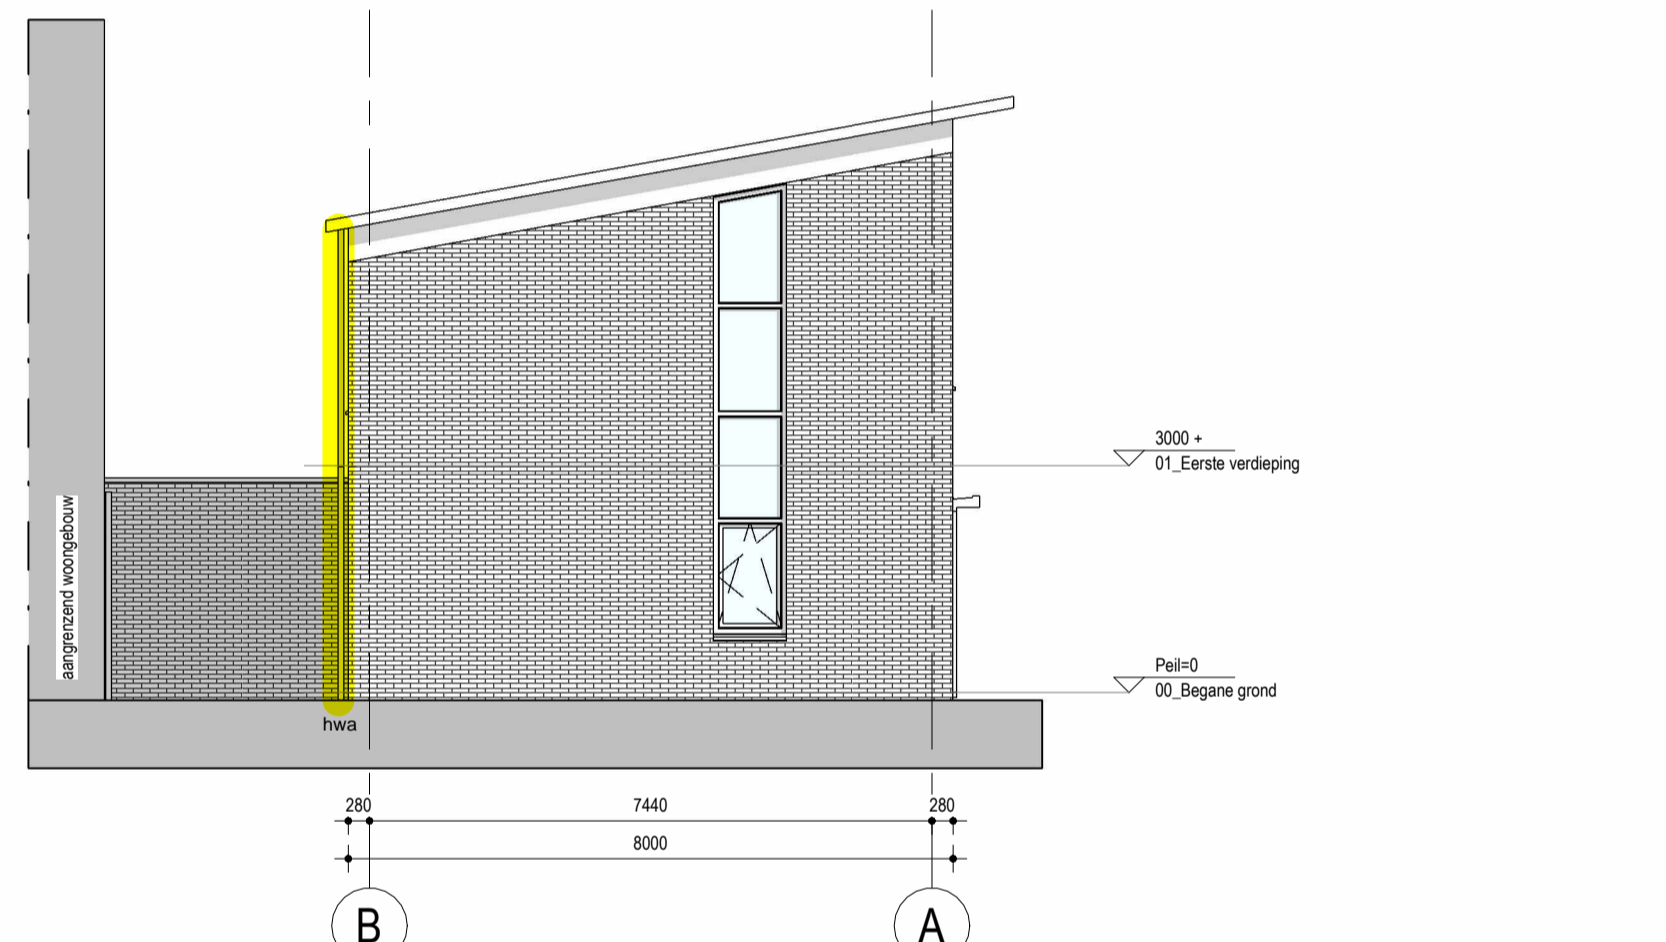 aangrenzend woongebouw
3000 +
01_Eerste verdieping
Peil=0
00_Begane grond
hwa
280 7440 280
8000
B A